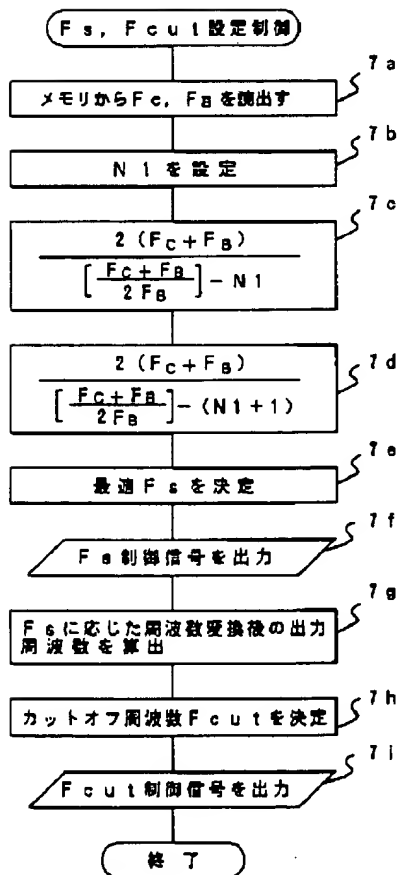 Fs, Fcut設定制御
7a
メモリからFc, FBを読出す
7b
N1を設定
7c
2(FC+FB)
[FC+FB
2FB]-N1
7d
2(FC+FB)
[FC+FB
2FB]-(N1+1)
7e
最適Fsを決定
7f
Fs制御信号を出力
7g
Fsに応じた周波数変換後の出力
周波数を算出
7h
カットオフ周波数Fcutを決定
7i
Fcut制御信号を出力
終了